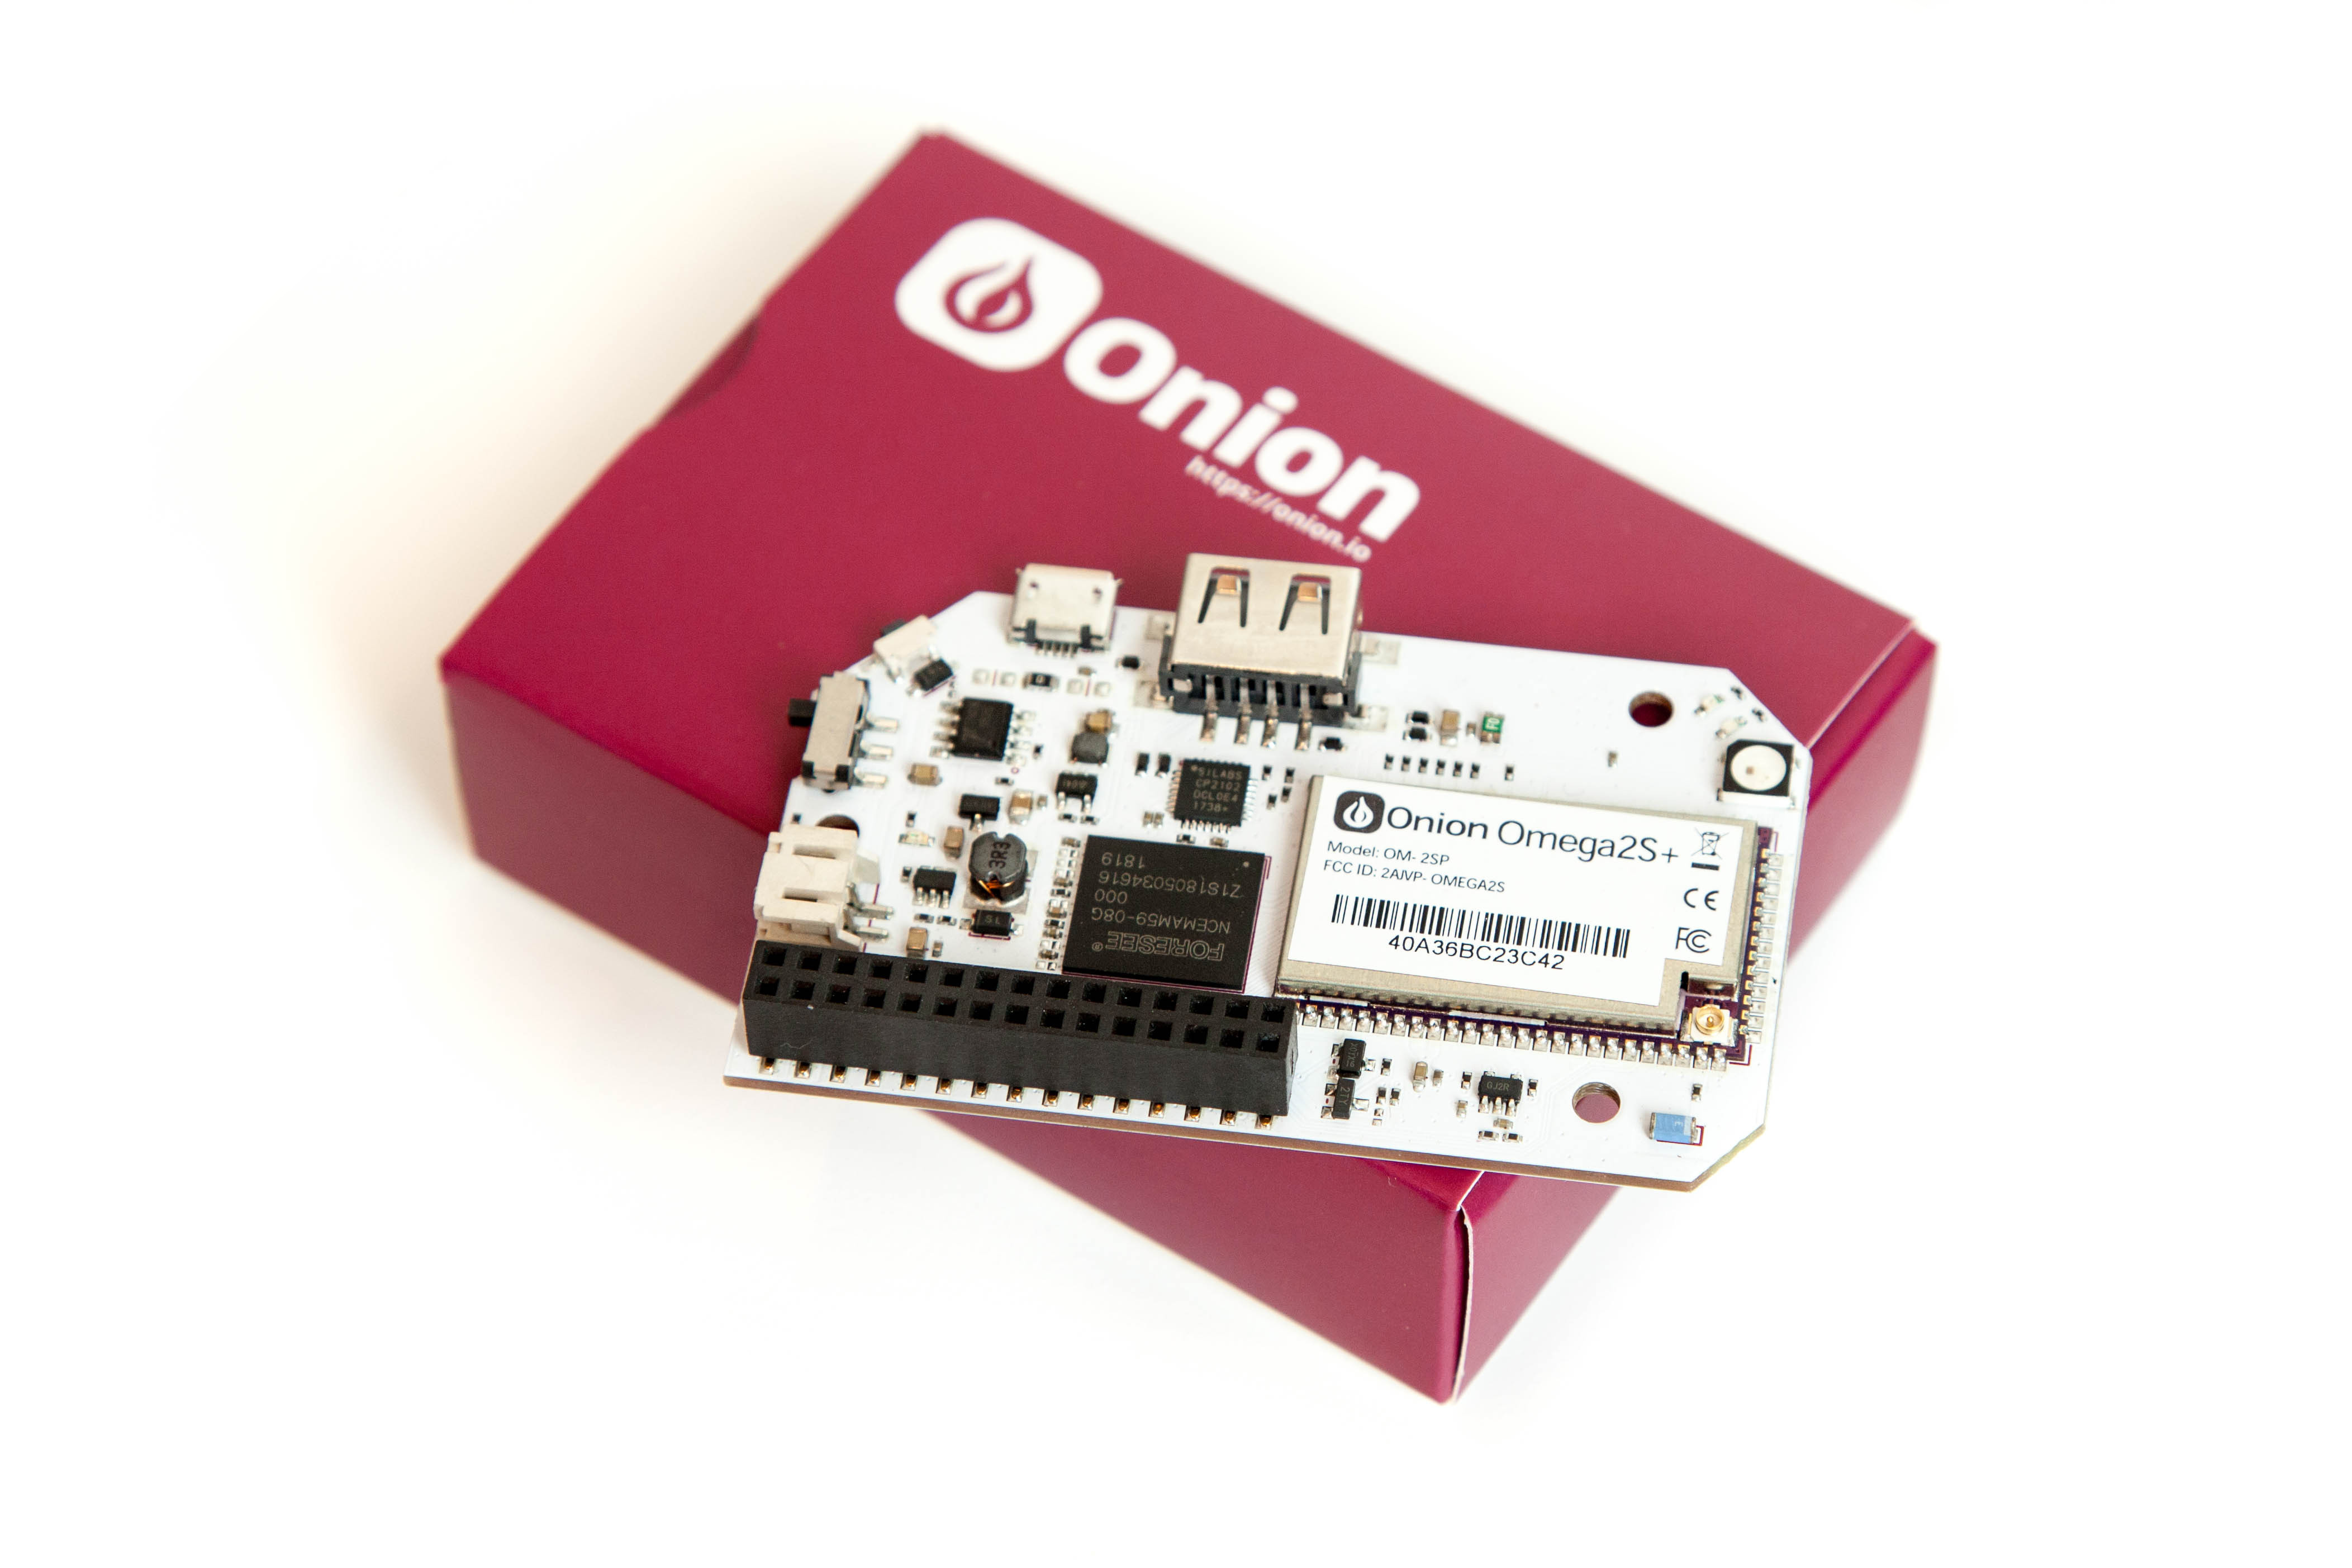 Onion
https://onion.io
SILABS
CP2102
DCL0E4
1738+
3R3
SL
FORESEE®
NCEMAM59-08G
000
Z1S1805034616
1819
Onion Omega2S+
Model: OM- 2SP
FCC ID: 2AJVP- OMEGA2S
CE
FC
40A36BC23C42
GJ2R